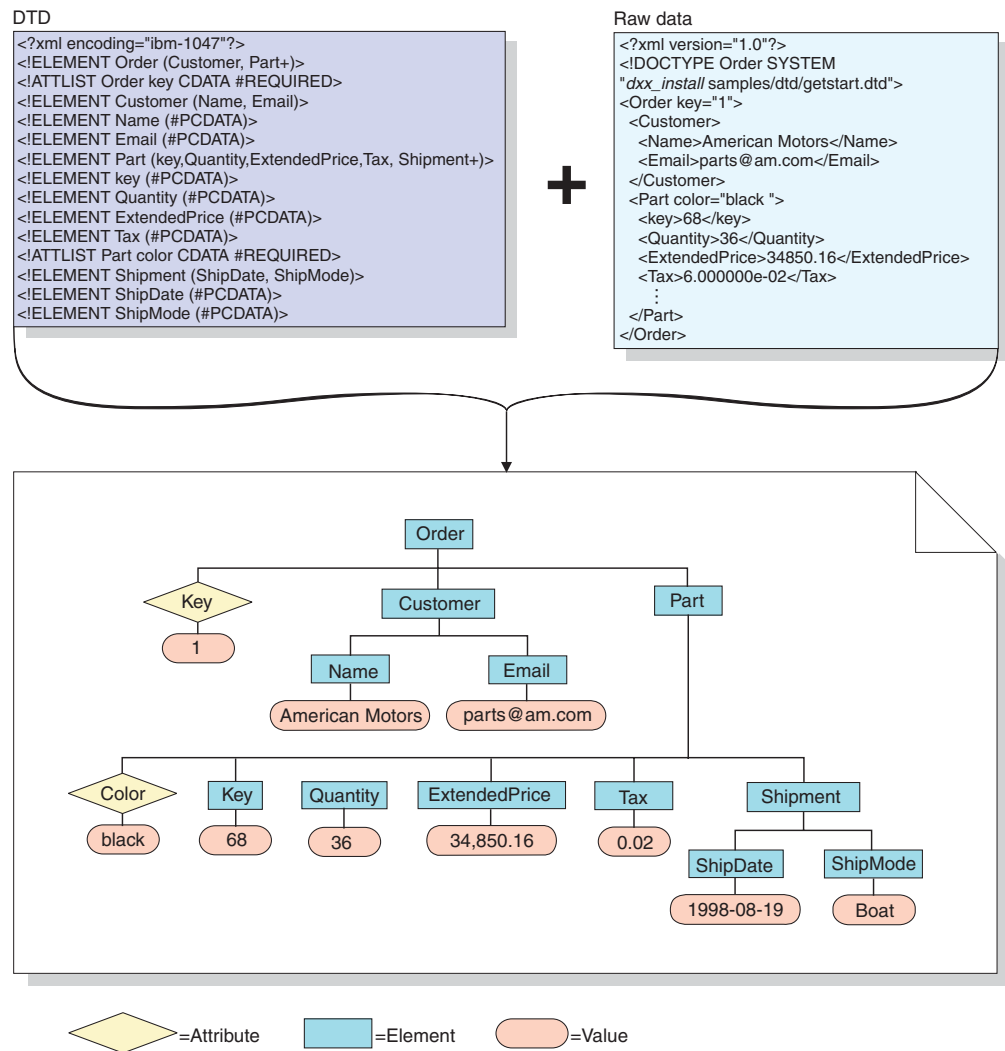 DTD
<?xml encoding="ibm-1047"?>
<!ELEMENT Order (Customer, Part+)>
<!ATTLIST Order key CDATA #REQUIRED>
<!ELEMENT Customer (Name, Email)>
<!ELEMENT Name (#PCDATA)>
<!ELEMENT Email (#PCDATA)>
<!ELEMENT Part (key,Quantity,ExtendedPrice,Tax, Shipment+)>
<!ELEMENT key (#PCDATA)>
<!ELEMENT Quantity (#PCDATA)>
<!ELEMENT ExtendedPrice (#PCDATA)>
<!ELEMENT Tax (#PCDATA)>
<!ATTLIST Part color CDATA #REQUIRED>
<!ELEMENT Shipment (ShipDate, ShipMode)>
<!ELEMENT ShipDate (#PCDATA)>
<!ELEMENT ShipMode (#PCDATA)>
+
Raw data
<?xml version="1.0"?>
<!DOCTYPE Order SYSTEM
"dxx_install samples/dtd/getstart.dtd">
<Order key="1">
<Customer>
<Name>American Motors</Name>
<Email>parts@am.com</Email>
</Customer>
<Part color="black ">
<key>68</key>
<Quantity>36</Quantity>
<ExtendedPrice>34850.16</ExtendedPrice>
<Tax>6.000000e-02</Tax>
⋮
</Part>
</Order>
Order
Key
Customer
Part
1
Name
Email
American Motors
parts@am.com
Color
Key
Quantity
ExtendedPrice
Tax
Shipment
black
68
36
34,850.16
0.02
ShipDate
ShipMode
1998-08-19
Boat
=Attribute
=Element
=Value